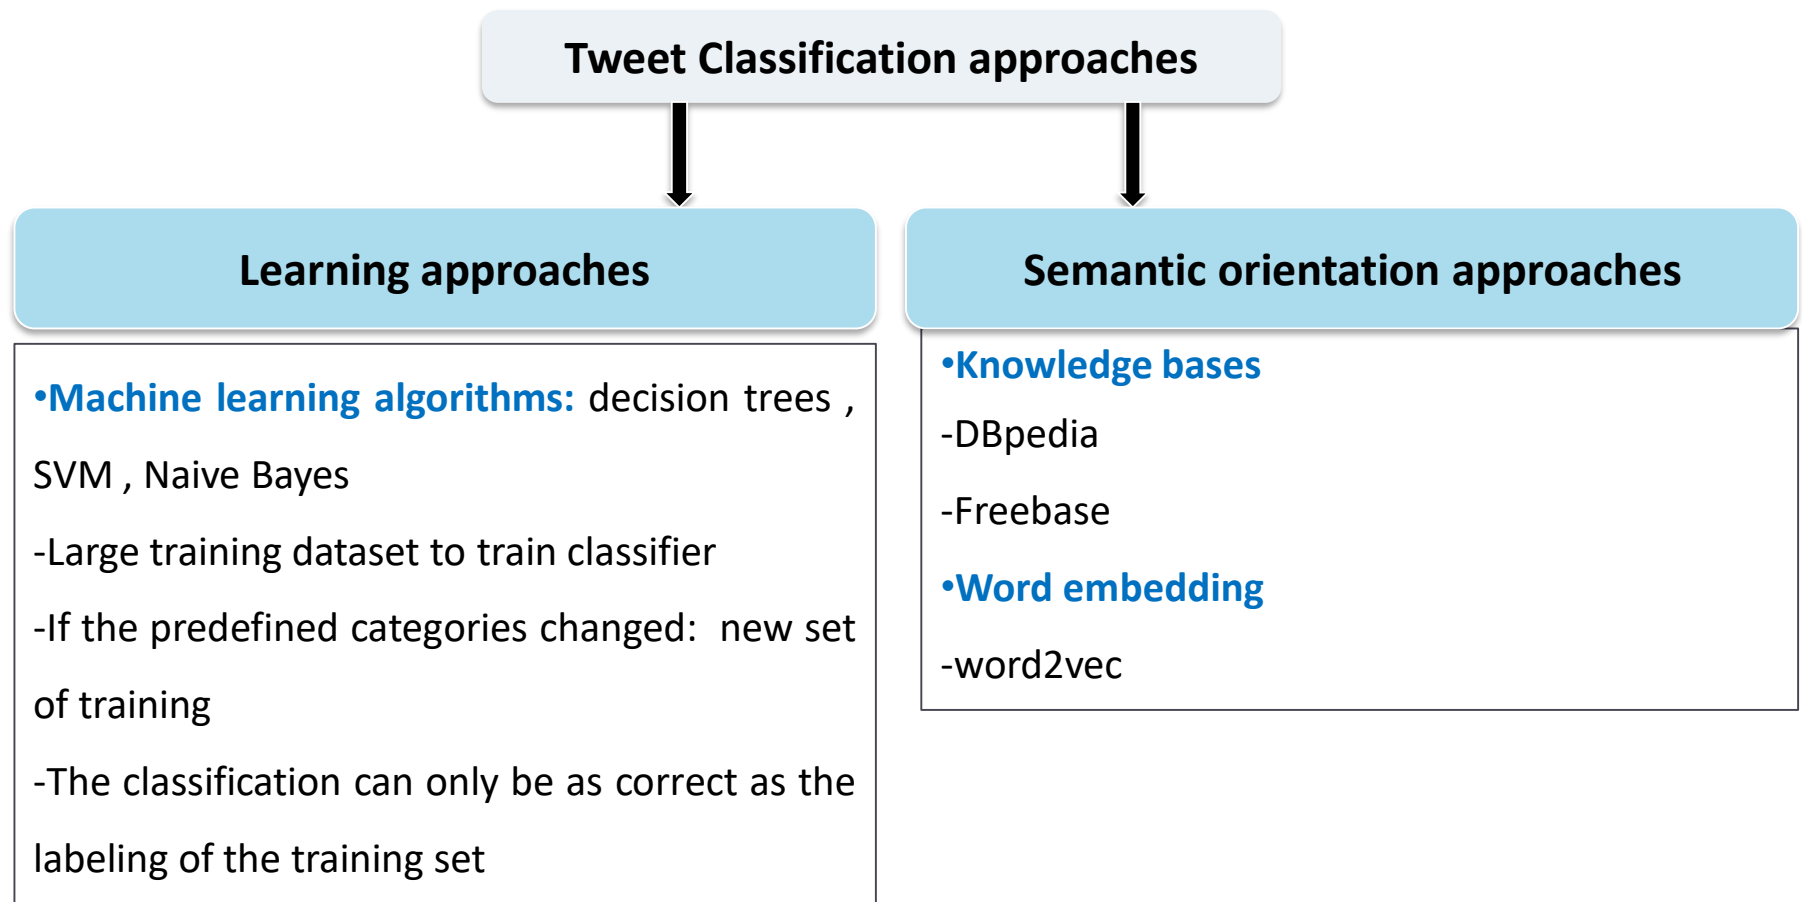 Tweet Classification approaches
Learning approaches
•Machine learning algorithms: decision trees ,
SVM , Naive Bayes
-Large training dataset to train classifier
-If the predefined categories changed: new set
of training
-The classification can only be as correct as the
labeling of the training set
Semantic orientation approaches
•Knowledge bases
-DBpedia
-Freebase
•Word embedding
-word2vec